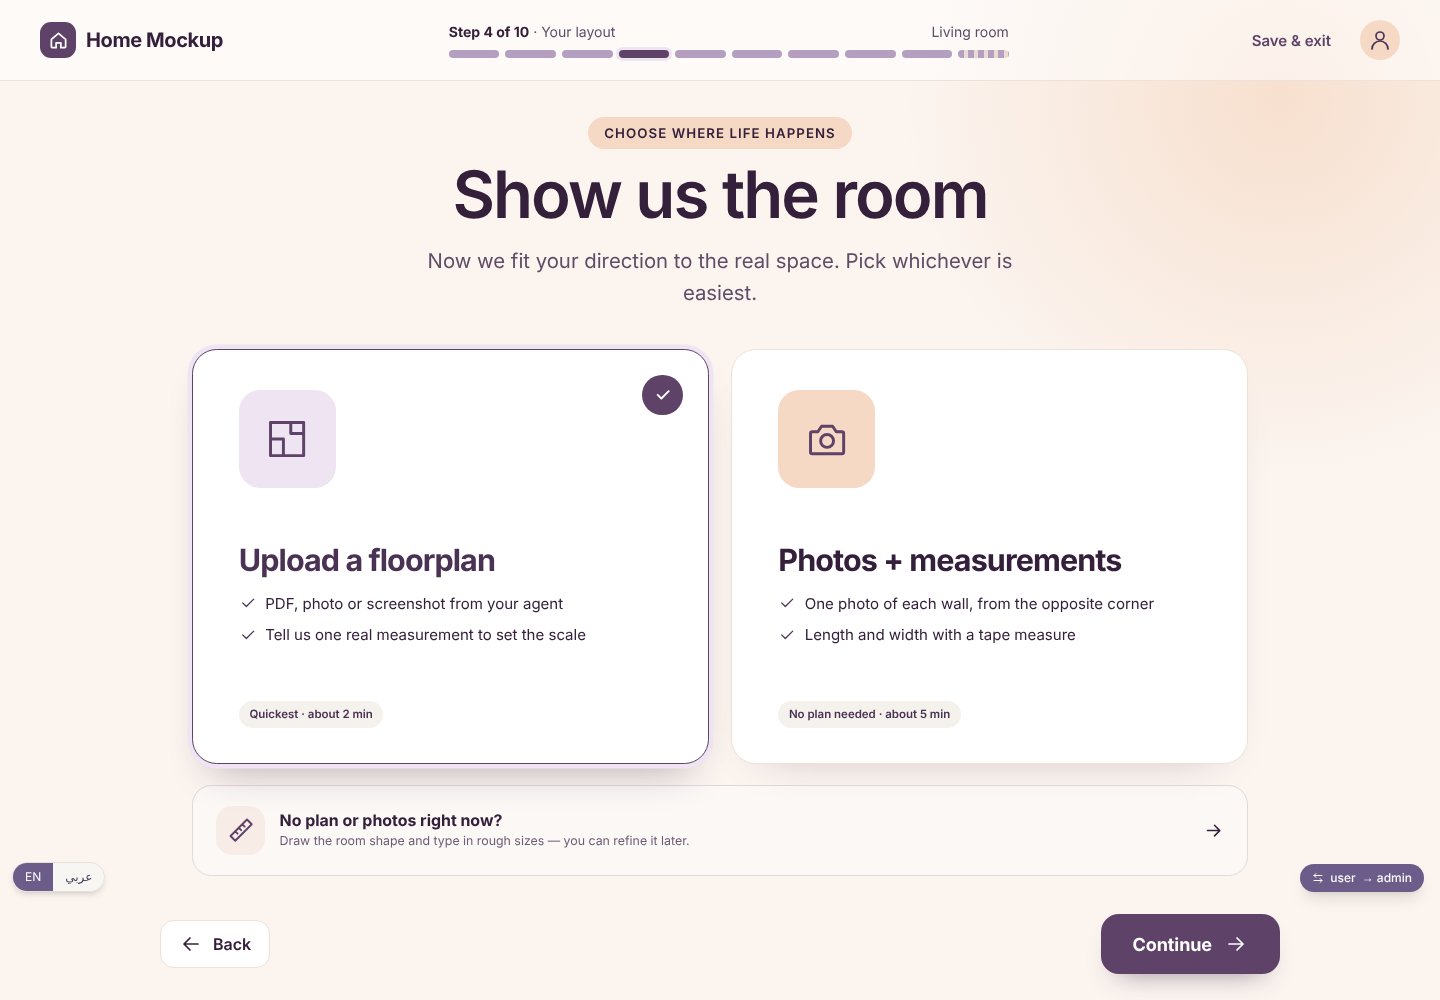 Home Mockup
Step 4 of 10 · Your layout
Living room
Save & exit
CHOOSE WHERE LIFE HAPPENS
Show us the room
Now we fit your direction to the real space. Pick whichever is
easiest.
Upload a floorplan
PDF, photo or screenshot from your agent
Tell us one real measurement to set the scale
Quickest · about 2 min
Photos + measurements
One photo of each wall, from the opposite corner
Length and width with a tape measure
No plan needed · about 5 min
No plan or photos right now?
Draw the room shape and type in rough sizes — you can refine it later.
EN
عربي
user → admin
Back
Continue